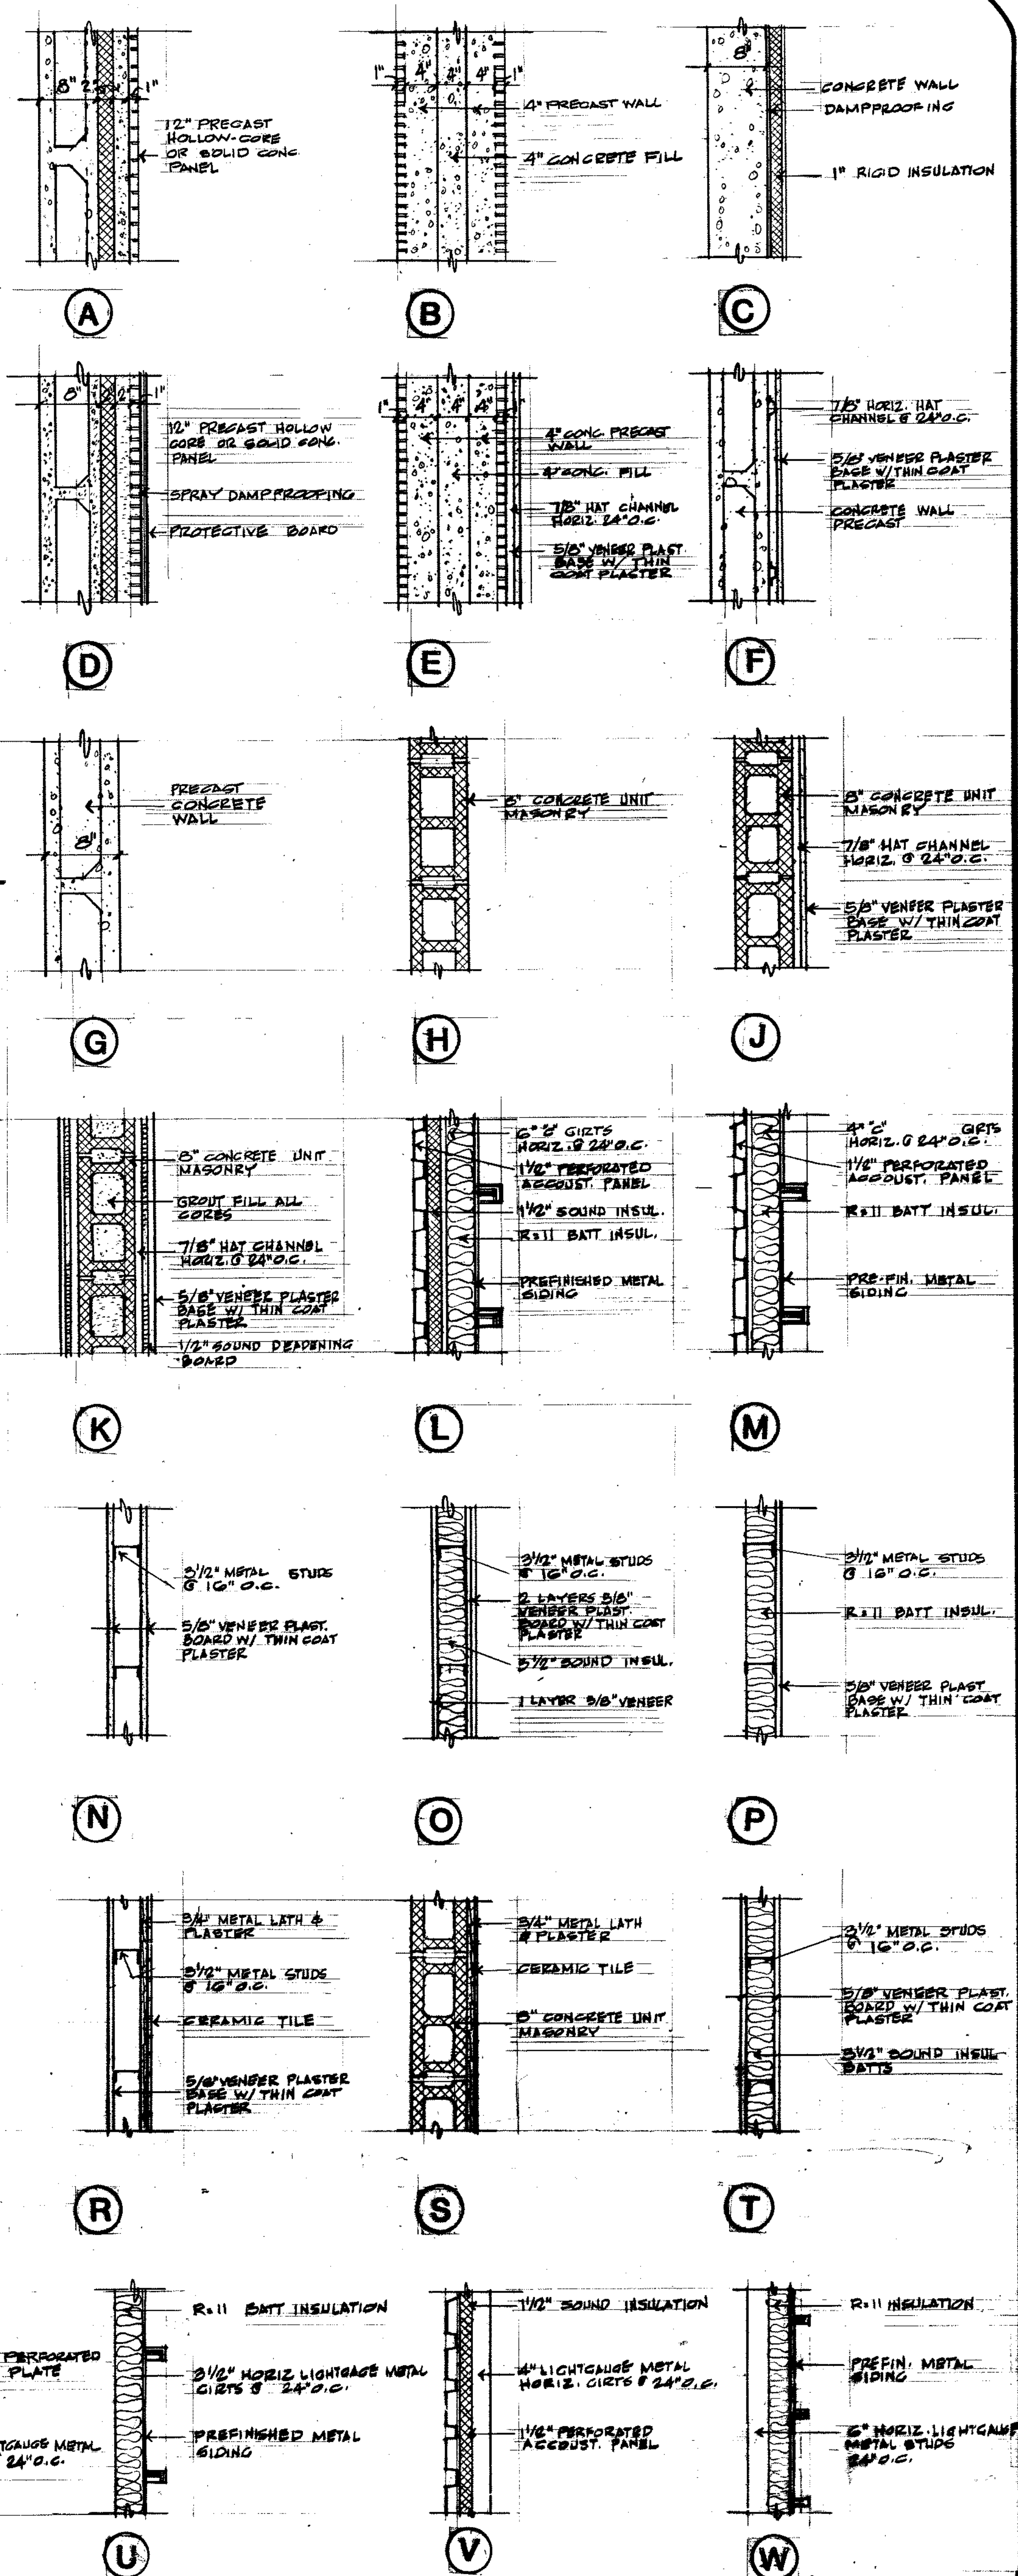 8" 2" 1"
12" PRECAST
HOLLOW-CORE
OR SOLID CONC.
PANEL
A
1" 4" 4" 4" 1"
4" PRECAST WALL
4" CONCRETE FILL
B
8"
CONCRETE WALL
DAMPPROOFING
1" RIGID INSULATION
C
8" 2" 1"
12" PRECAST HOLLOW
CORE OR SOLID CONC.
PANEL
SPRAY DAMPPROOFING
PROTECTIVE BOARD
D
1" 4" 4" 4" 1"
4" CONC. PRECAST
WALL
4" CONC. FILL
7/8" HAT CHANNEL
HORIZ. 24" O.C.
5/8" VENEER PLAST.
BASE W/ THIN
COAT PLASTER
E
7/8" HORIZ. HAT
CHANNEL @ 24" O.C.
5/8" VENEER PLASTER
BASE W/THIN COAT
PLASTER
CONCRETE WALL
PRECAST
F
PRECAST
CONCRETE
WALL
8"
G
8" CONCRETE UNIT
MASONRY
H
8" CONCRETE UNIT
MASONRY
7/8" HAT CHANNEL
HORIZ. @ 24" O.C.
5/8" VENEER PLASTER
BASE W/ THIN COAT
PLASTER
J
8" CONCRETE UNIT
MASONRY
GROUT FILL ALL
CORES
7/8" HAT CHANNEL
HORIZ. @ 24" O.C.
5/8" VENEER PLASTER
BASE W/ THIN COAT
PLASTER
1/2" SOUND DEADENING
BOARD
K
6" "C" GIRTS
HORIZ. @ 24" O.C.
1 1/2" PERFORATED
ACCOUST. PANEL
1 1/2" SOUND INSUL.
R=11 BATT INSUL.
PREFINISHED METAL
SIDING
L
4" "C" GIRTS
HORIZ. @ 24" O.C.
1 1/2" PERFORATED
ACCOUST. PANEL
R=11 BATT INSUL.
PRE-FIN. METAL
SIDING
M
3 1/2" METAL STUDS
@ 16" O.C.
5/8" VENEER PLAST.
BOARD W/ THIN COAT
PLASTER
N
3 1/2" METAL STUDS
@ 16" O.C.
2 LAYERS 5/8"
VENEER PLAST.
BOARD W/ THIN COAT
PLASTER
3 1/2" SOUND INSUL.
1 LAYER 5/8" VENEER
O
3 1/2" METAL STUDS
@ 16" O.C.
R=11 BATT INSUL.
5/8" VENEER PLAST
BASE W/ THIN COAT
PLASTER
P
3/4" METAL LATH &
PLASTER
3 1/2" METAL STUDS
@ 16" O.C.
CERAMIC TILE
5/8" VENEER PLASTER
BASE W/ THIN COAT
PLASTER
R
3/4" METAL LATH
& PLASTER
CERAMIC TILE
8" CONCRETE UNIT
MASONRY
S
3 1/2" METAL STUDS
@ 16" O.C.
5/8" VENEER PLAST.
BOARD W/ THIN COAT
PLASTER
3 1/2" SOUND INSUL
BATTS
T
PERFORATED
PLATE
TGAUGE METAL
24" O.C.
R=11 BATT INSULATION
3 1/2" HORIZ LIGHTGAGE METAL
GIRTS @ 24" O.C.
PREFINISHED METAL
SIDING
U
1 1/2" SOUND INSULATION
4" LIGHTGAUGE METAL
HORIZ. GIRTS @ 24" O.C.
1 1/2" PERFORATED
ACCOUST. PANEL
V
R=11 INSULATION
PREFIN. METAL
SIDING
6" HORIZ. LIGHTGAUGE
METAL STUDS
24" O.C.
W